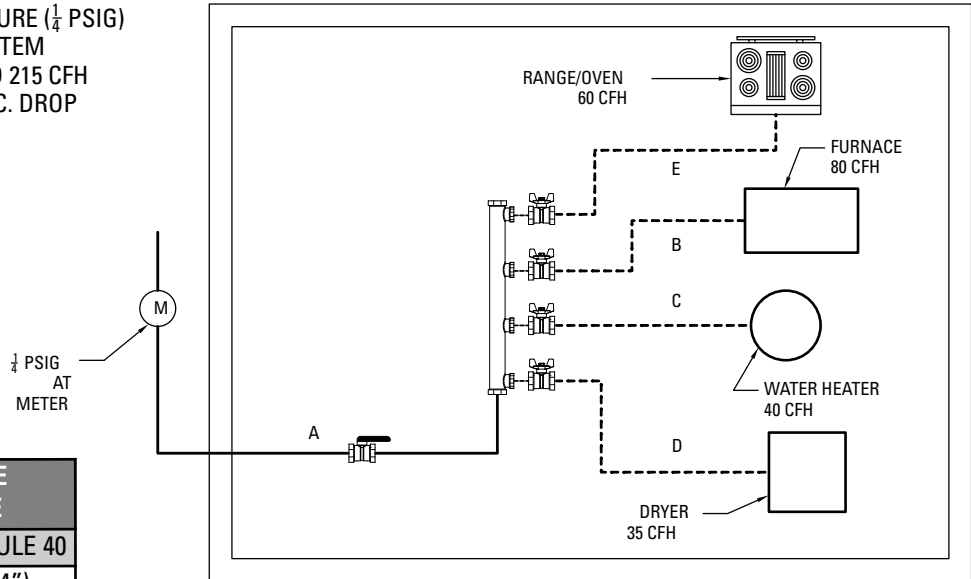 URE (1/4 PSIG)
TEM
215 CFH
C. DROP
RANGE/OVEN
60 CFH
E
FURNACE
80 CFH
B
C
M
1/4 PSIG
AT
METER
WATER HEATER
40 CFH
A
D
DRYER
35 CFH
E
ULE 40
4")